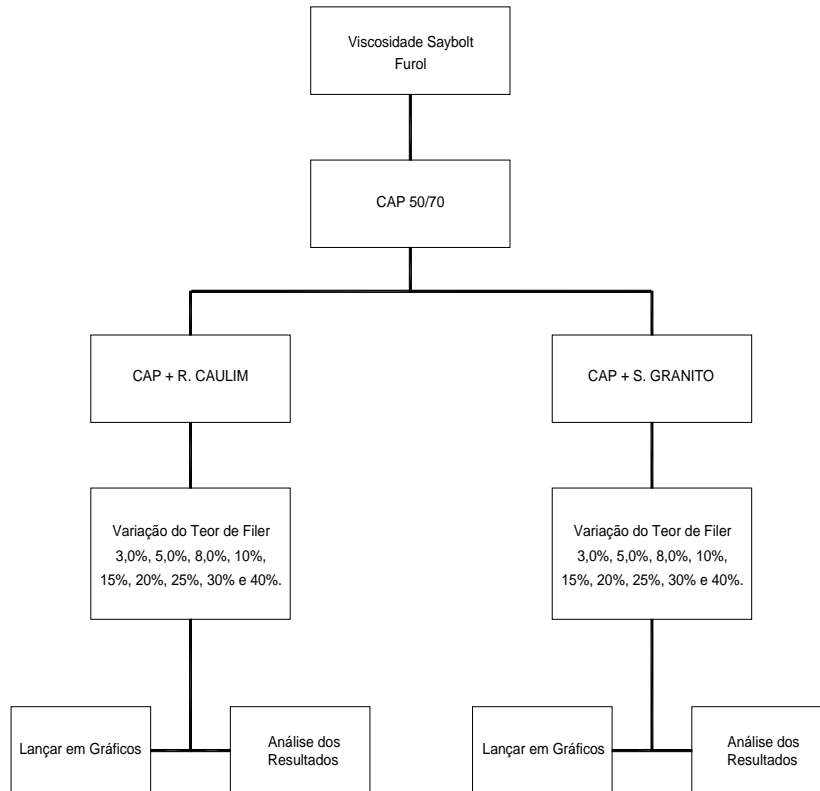 Viscosidade Saybolt
Furol
CAP 50/70
CAP + R. CAULIM
CAP + S. GRANITO
Variação do Teor de Filer
3,0%, 5,0%, 8,0%, 10%,
15%, 20%, 25%, 30% e 40%.
Variação do Teor de Filer
3,0%, 5,0%, 8,0%, 10%,
15%, 20%, 25%, 30% e 40%.
Lançar em Gráficos
Análise dos
Resultados
Lançar em Gráficos
Análise dos
Resultados